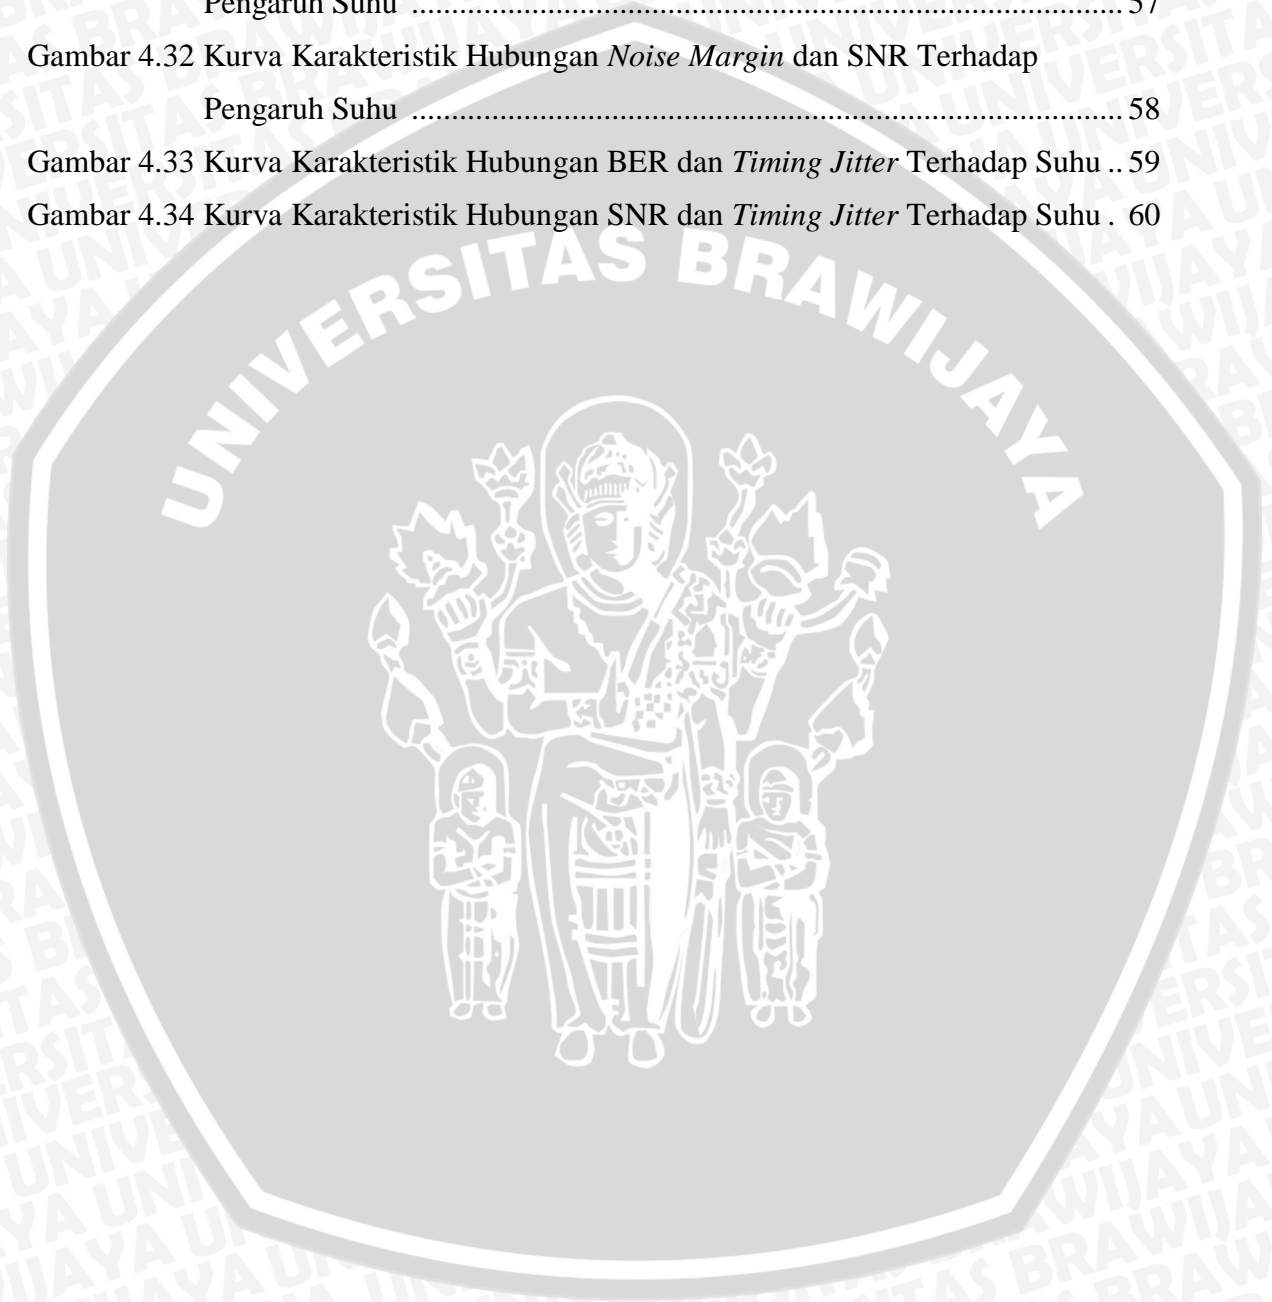 Pengaruh Suhu ........................................................................................ 57
Gambar 4.32 Kurva Karakteristik Hubungan Noise Margin dan SNR Terhadap
Pengaruh Suhu ........................................................................................ 58
Gambar 4.33 Kurva Karakteristik Hubungan BER dan Timing Jitter Terhadap Suhu .. 59
Gambar 4.34 Kurva Karakteristik Hubungan SNR dan Timing Jitter Terhadap Suhu . 60
UNIVERSITAS BRAWIJAYA